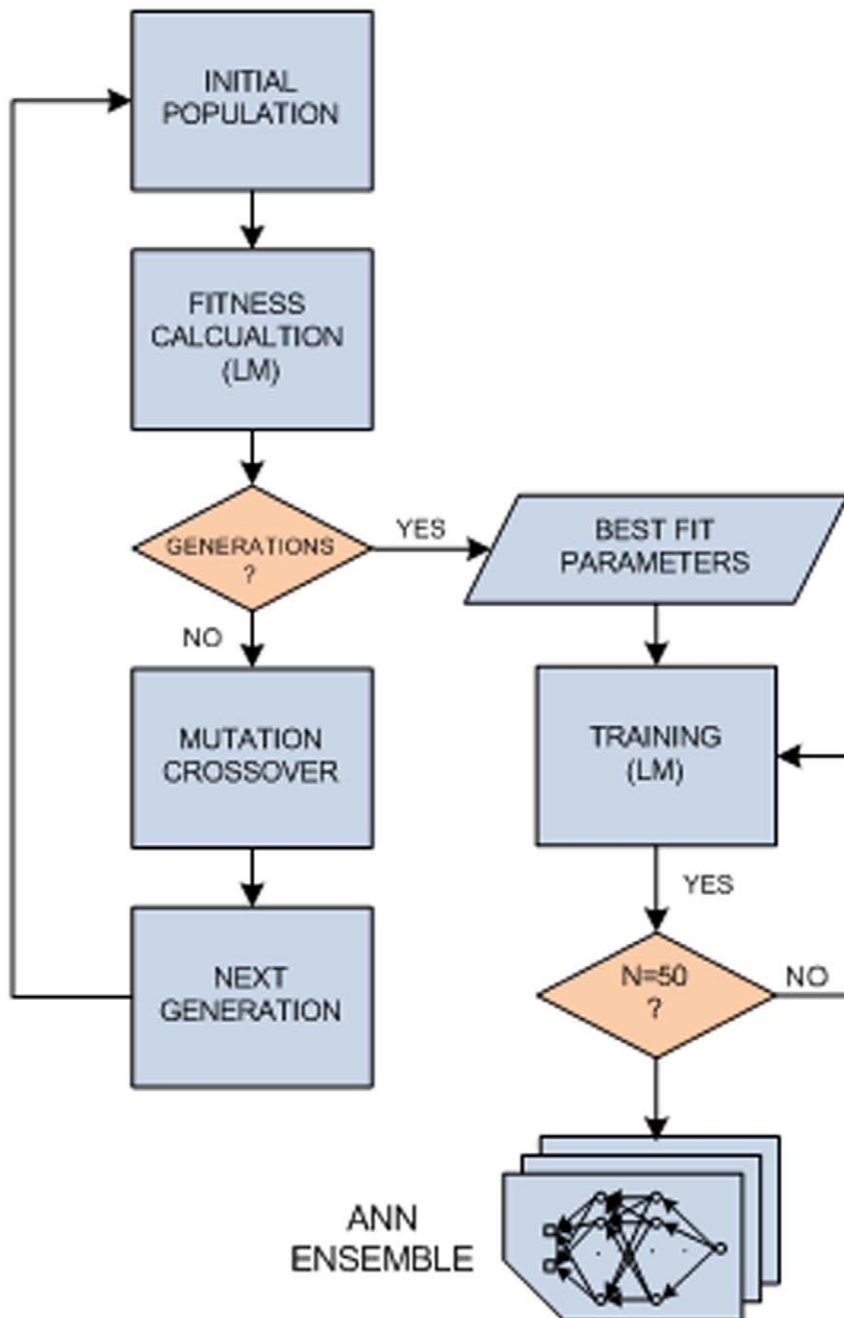 INITIAL
POPULATION
FITNESS
CALCUALTION
(LM)
GENERATIONS
?
YES
BEST FIT
PARAMETERS
NO
MUTATION
CROSSOVER
TRAINING
(LM)
YES
NEXT
GENERATION
N=50
?
NO
ANN
ENSEMBLE